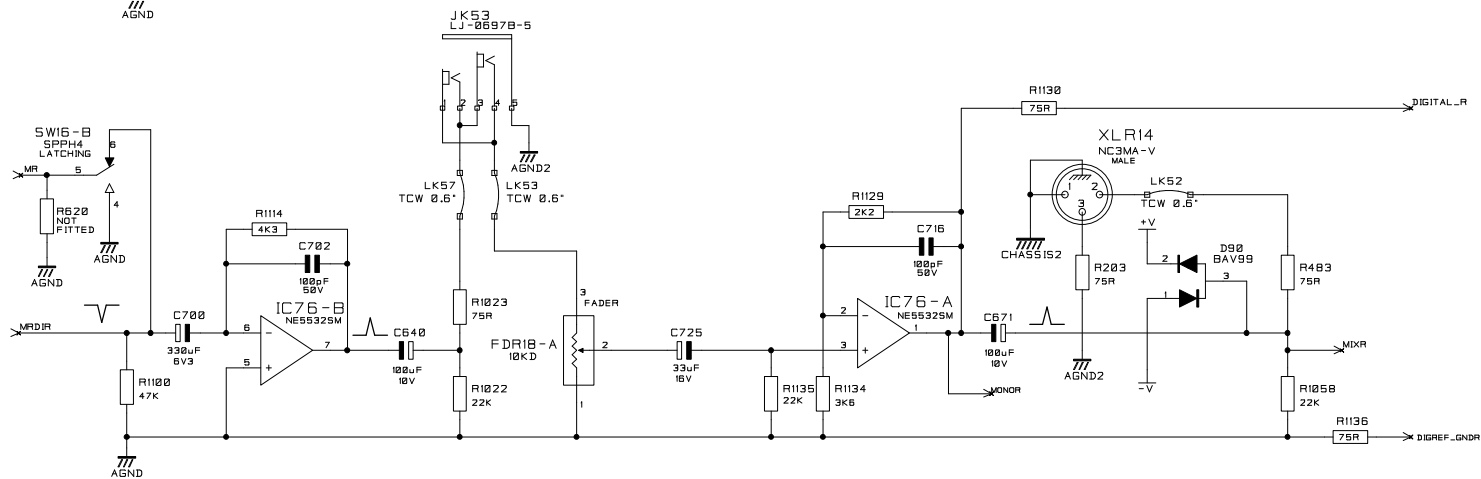 AGND
JK53
LJ-0697B-5
1 2 3 4 5
AGND2
R1130
75R
DIGITAL_R
SW16-B
SPPH4
LATCHING
6
MR
5
4
R620
NOT
FITTED
AGND
AGND
LK57
TCW 0.6"
LK53
TCW 0.6"
XLR14
NC3MA-V
MALE
1
2
3
LK52
TCW 0.6"
CHASSIS2
R1114
4K3
C702
100pF
50V
R1129
2K2
C716
100pF
50V
+V
D90
BAV99
2
3
1
-V
R203
75R
R483
75R
AGND2
MRDIR
C700
330uF
6V3
IC76-B
NE5532SM
6
5
7
C640
100uF
10V
R1023
75R
3
FADER
FDR18-A
10KD
2
1
C725
33uF
16V
IC76-A
NE5532SM
2
3
1
C671
100uF
10V
MIXR
MONOR
R1100
47K
R1022
22K
R1135
22K
R1134
3K6
R1058
22K
R1136
75R
DIGREF_GNDR
AGND